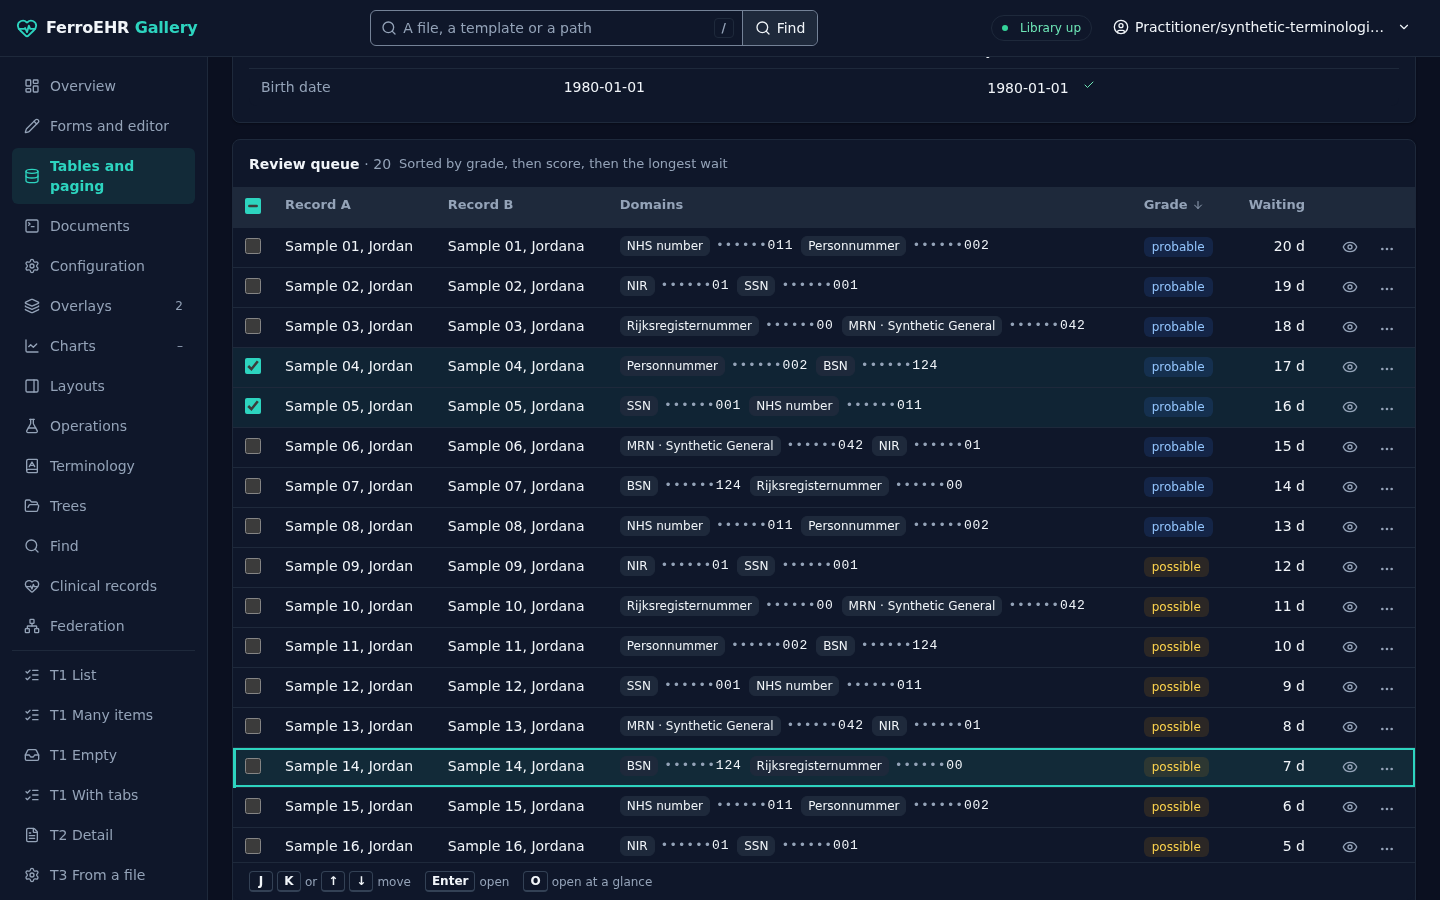 FerroEHR Gallery
A file, a template or a path
/
Find
Library up
Practitioner/synthetic-terminologi…
Overview
Forms and editor
Tables and paging
Documents
Configuration
Overlays 2
Charts –
Layouts
Operations
Terminology
Trees
Find
Clinical records
Federation
T1 List
T1 Many items
T1 Empty
T1 With tabs
T2 Detail
T3 From a file
Birth date 1980-01-01 1980-01-01
Review queue · 20 Sorted by grade, then score, then the longest wait
Record A Record B Domains Grade ↓ Waiting
Sample 01, Jordan Sample 01, Jordana NHS number ••••••011 Personnummer ••••••002 probable 20 d
Sample 02, Jordan Sample 02, Jordana NIR ••••••01 SSN ••••••001 probable 19 d
Sample 03, Jordan Sample 03, Jordana Rijksregisternummer ••••••00 MRN · Synthetic General ••••••042 probable 18 d
Sample 04, Jordan Sample 04, Jordana Personnummer ••••••002 BSN ••••••124 probable 17 d
Sample 05, Jordan Sample 05, Jordana SSN ••••••001 NHS number ••••••011 probable 16 d
Sample 06, Jordan Sample 06, Jordana MRN · Synthetic General ••••••042 NIR ••••••01 probable 15 d
Sample 07, Jordan Sample 07, Jordana BSN ••••••124 Rijksregisternummer ••••••00 probable 14 d
Sample 08, Jordan Sample 08, Jordana NHS number ••••••011 Personnummer ••••••002 probable 13 d
Sample 09, Jordan Sample 09, Jordana NIR ••••••01 SSN ••••••001 possible 12 d
Sample 10, Jordan Sample 10, Jordana Rijksregisternummer ••••••00 MRN · Synthetic General ••••••042 possible 11 d
Sample 11, Jordan Sample 11, Jordana Personnummer ••••••002 BSN ••••••124 possible 10 d
Sample 12, Jordan Sample 12, Jordana SSN ••••••001 NHS number ••••••011 possible 9 d
Sample 13, Jordan Sample 13, Jordana MRN · Synthetic General ••••••042 NIR ••••••01 possible 8 d
Sample 14, Jordan Sample 14, Jordana BSN ••••••124 Rijksregisternummer ••••••00 possible 7 d
Sample 15, Jordan Sample 15, Jordana NHS number ••••••011 Personnummer ••••••002 possible 6 d
Sample 16, Jordan Sample 16, Jordana NIR ••••••01 SSN ••••••001 possible 5 d
J K or ↑ ↓ move Enter open O open at a glance